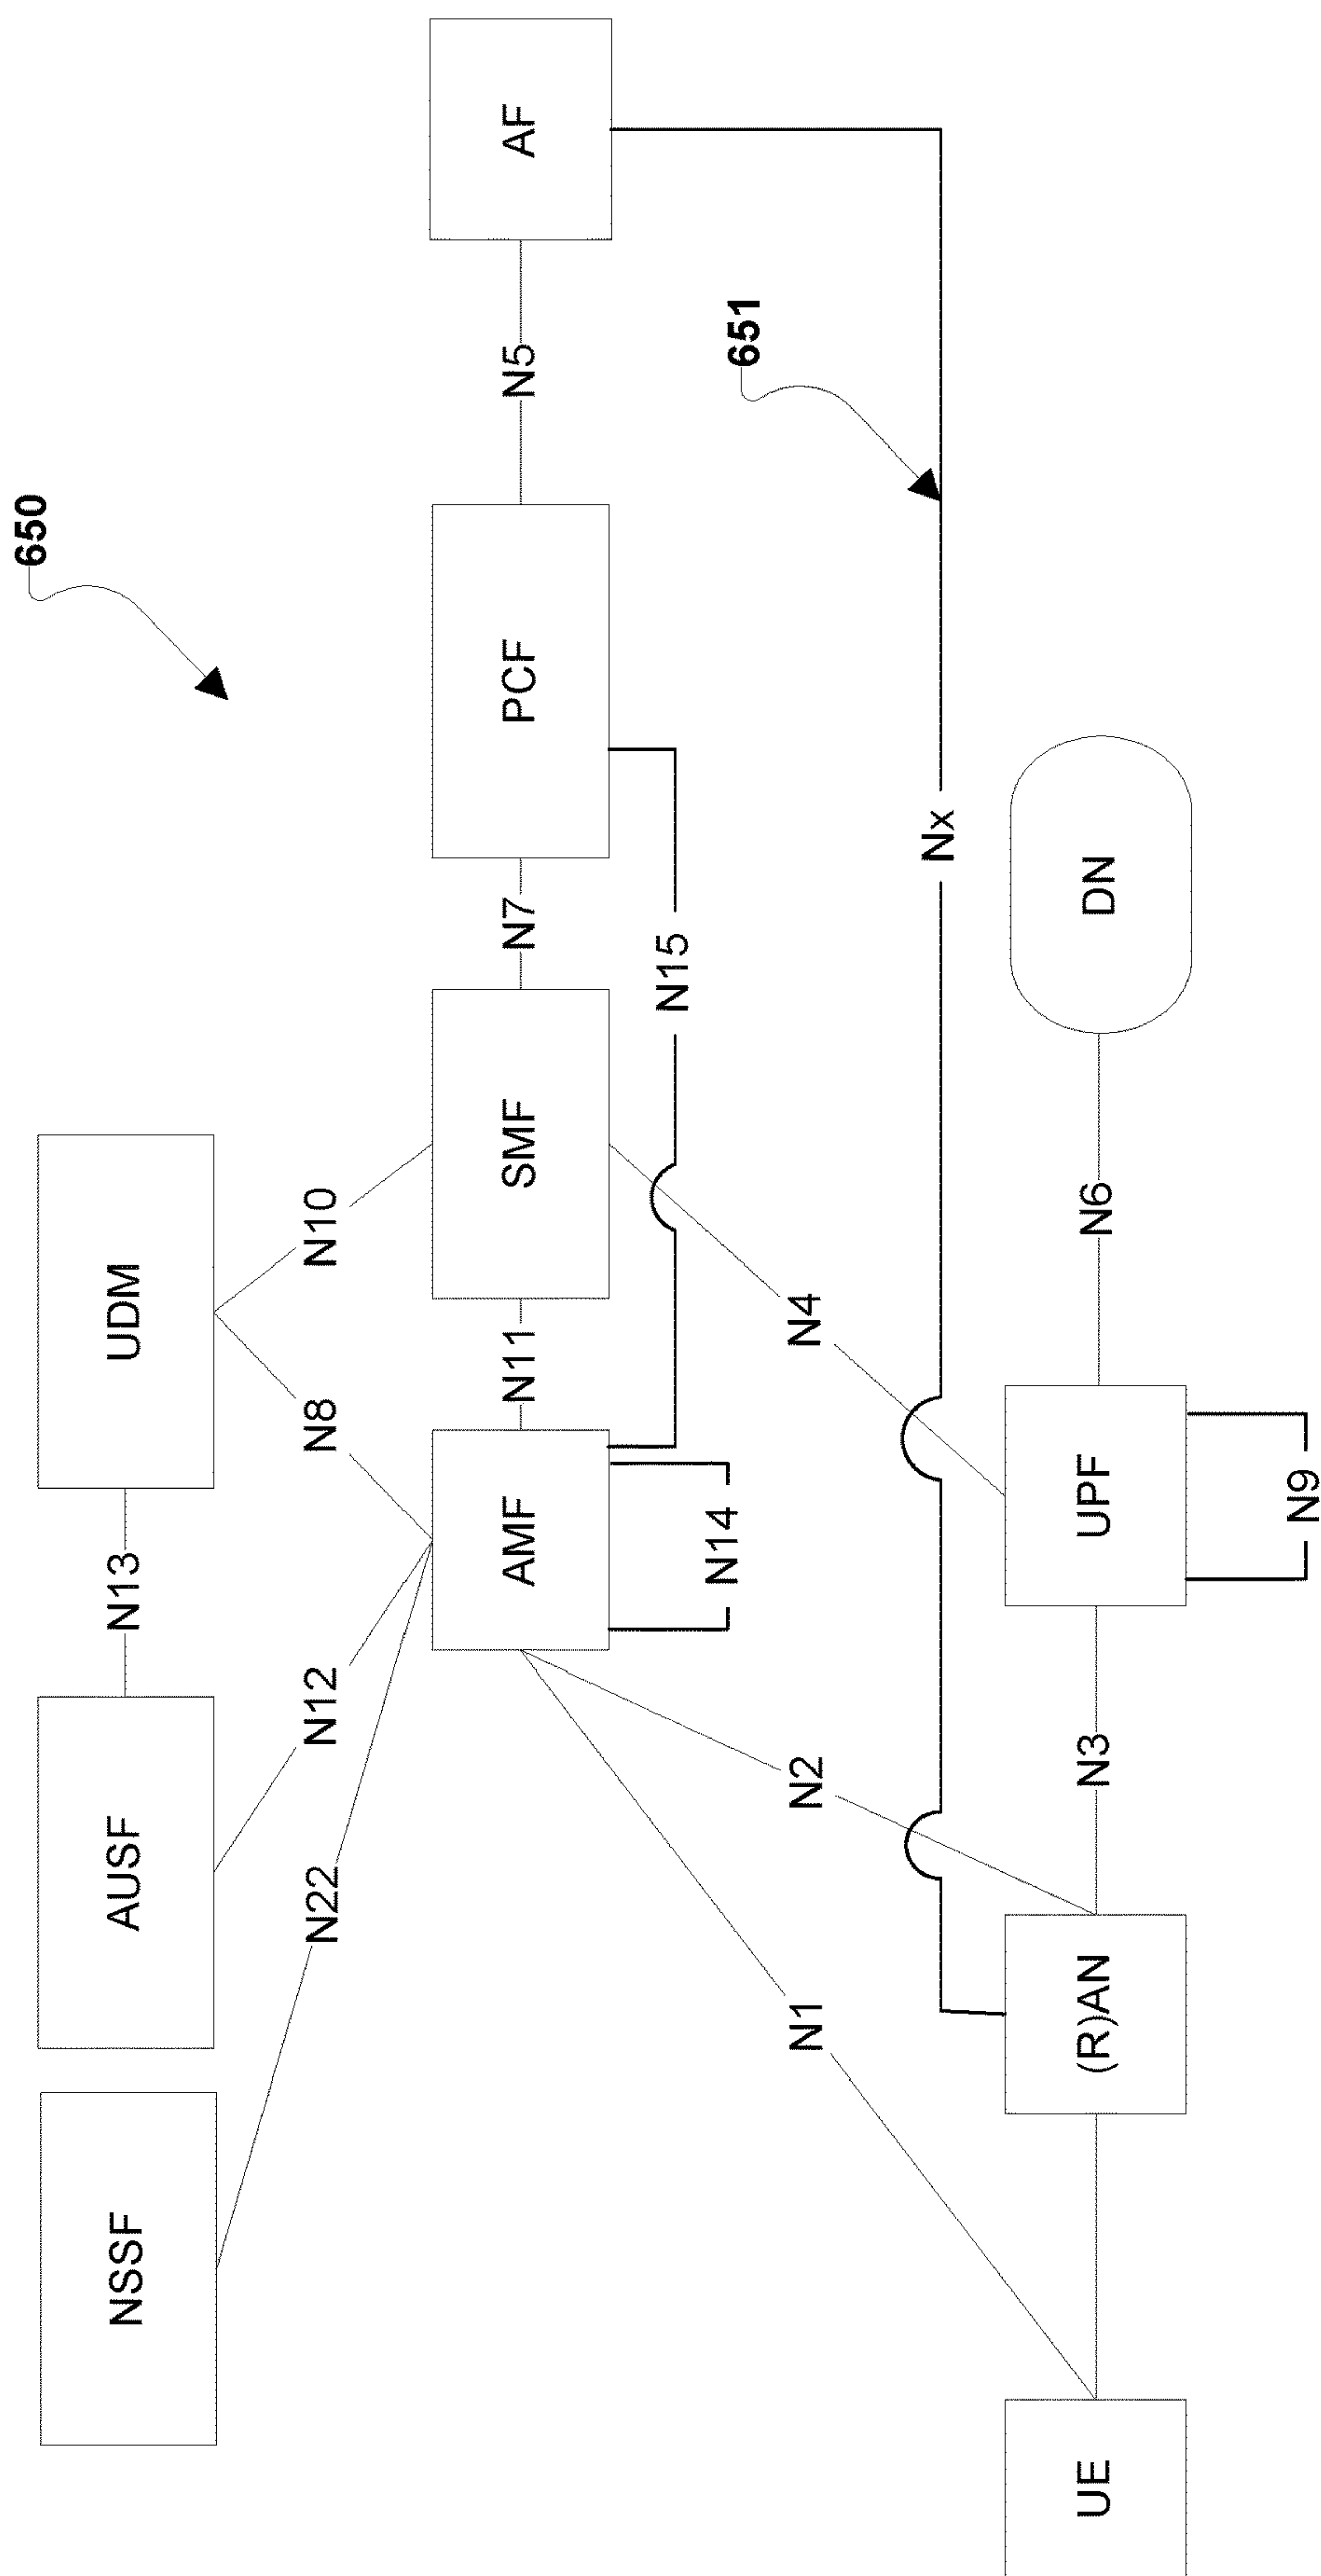 650
NSSF
AUSF
N13
UDM
N22
N12
N8
N10
AMF
N11
SMF
N7
PCF
N5
AF
N14
N15
651
N1
N2
N4
Nx
UE
(R)AN
N3
UPF
N6
DN
N9